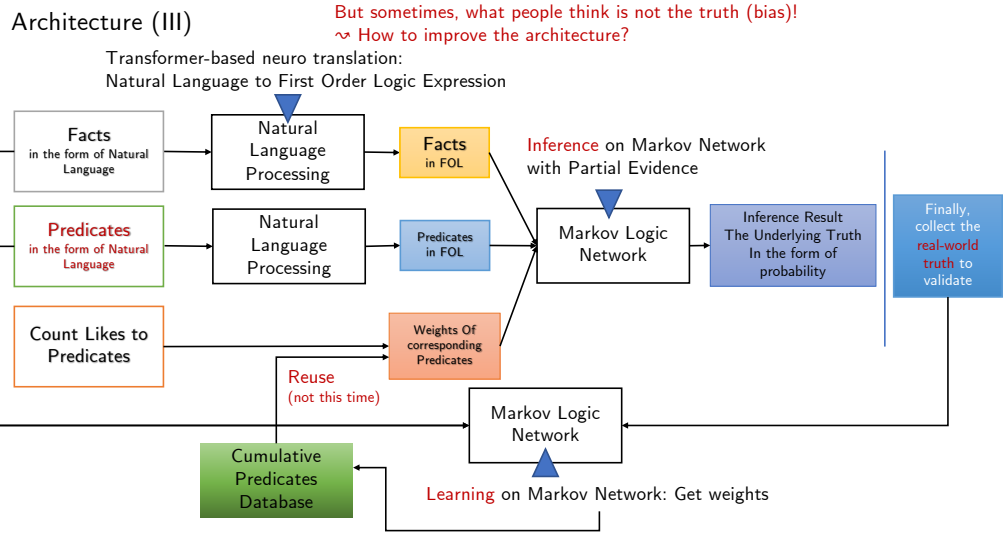 Architecture (III)
But sometimes, what people think is not the truth (bias)!
⤳ How to improve the architecture?
Transformer-based neuro translation:
Natural Language to First Order Logic Expression
Facts
in the form of Natural
Language
Natural
Language
Processing
Facts
in FOL
Inference on Markov Network
with Partial Evidence
Predicates
in the form of Natural
Language
Natural
Language
Processing
Predicates
in FOL
Markov Logic
Network
Inference Result
The Underlying Truth
In the form of
probability
Finally,
collect the
real-world
truth to
validate
Count Likes to
Predicates
Weights Of
corresponding
Predicates
Reuse
(not this time)
Markov Logic
Network
Cumulative
Predicates
Database
Learning on Markov Network: Get weights